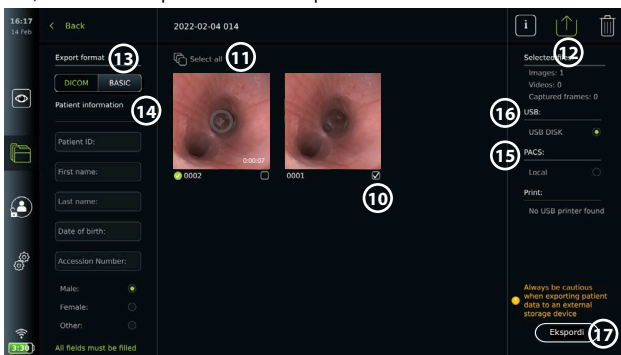 16:17
14 Feb
Back
2022-02-04 014
i
Export format
13
DICOM
BASIC
Patient information
14
Patient ID:
First name:
Last name:
Date of birth:
Accession Number:
Male:
Female:
Other:
All fields must be filled
3:30
Select all
11
0:00:07
0002
0001
10
Selected files
12
Images: 1
Videos: 0
Captured frames: 0
16
USB:
USB DISK
15
PACS:
Local
Print:
No USB printer found
Always be cautious
when exporting patient
data to an external
storage device
Ekspordi
17